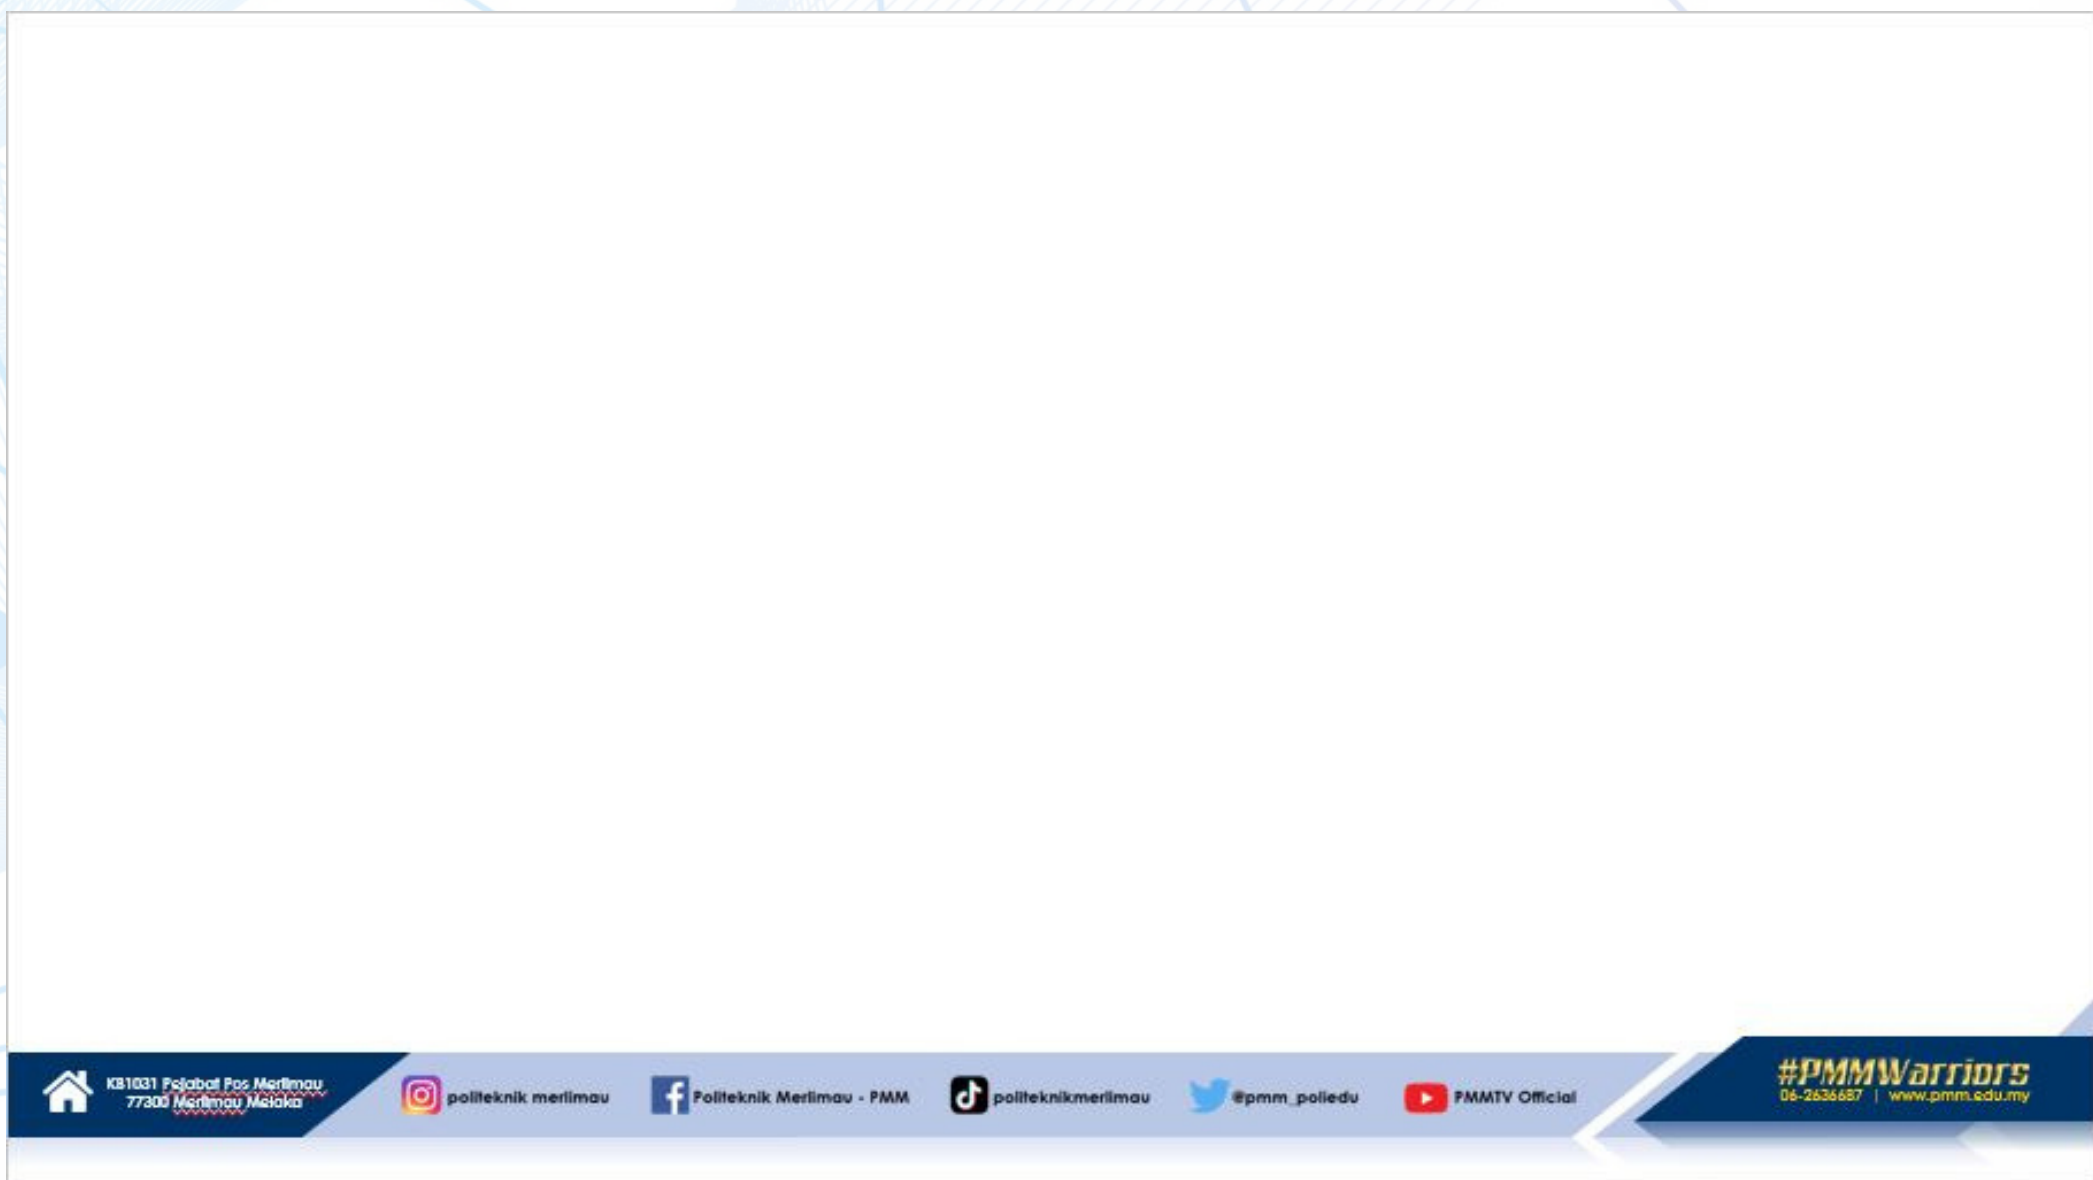 KB1031 Pejabat Pos Merlimau
77300 Merlimau Melaka
politeknik merlimau
Politeknik Merlimau - PMM
politeknikmerlimau
@pmm_poliedu
PMMTV Official
#PMMWarriors
06-2636687 | www.pmm.edu.my